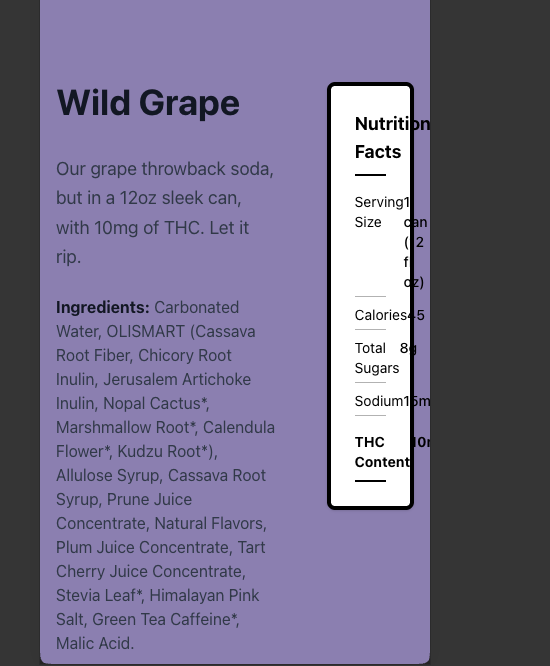 Wild Grape
Our grape throwback soda,
but in a 12oz sleek can,
with 10mg of THC. Let it
rip.
Ingredients: Carbonated
Water, OLISMART (Cassava
Root Fiber, Chicory Root
Inulin, Jerusalem Artichoke
Inulin, Nopal Cactus*,
Marshmallow Root*, Calendula
Flower*, Kudzu Root*),
Allulose Syrup, Cassava Root
Syrup, Prune Juice
Concentrate, Natural Flavors,
Plum Juice Concentrate, Tart
Cherry Juice Concentrate,
Stevia Leaf*, Himalayan Pink
Salt, Green Tea Caffeine*,
Malic Acid.
Nutrition
Facts
Serving 1
Size can
(12
fl
oz)
Calories 45
Total 8g
Sugars
Sodium 15m
THC 10
Content